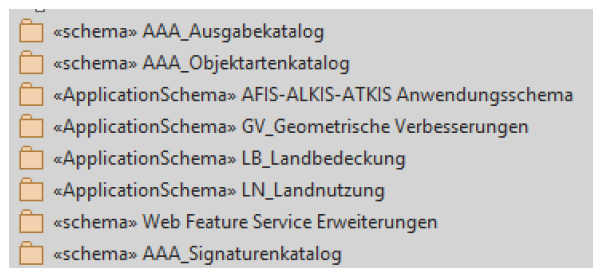 «schema» AAA_Ausgabekatalog
«schema» AAA_Objektartenkatalog
«ApplicationSchema» AFIS-ALKIS-ATKIS Anwendungsschema
«ApplicationSchema» GV_Geometrische Verbesserungen
«ApplicationSchema» LB_Landbedeckung
«ApplicationSchema» LN_Landnutzung
«schema» Web Feature Service Erweiterungen
«schema» AAA_Signaturenkatalog